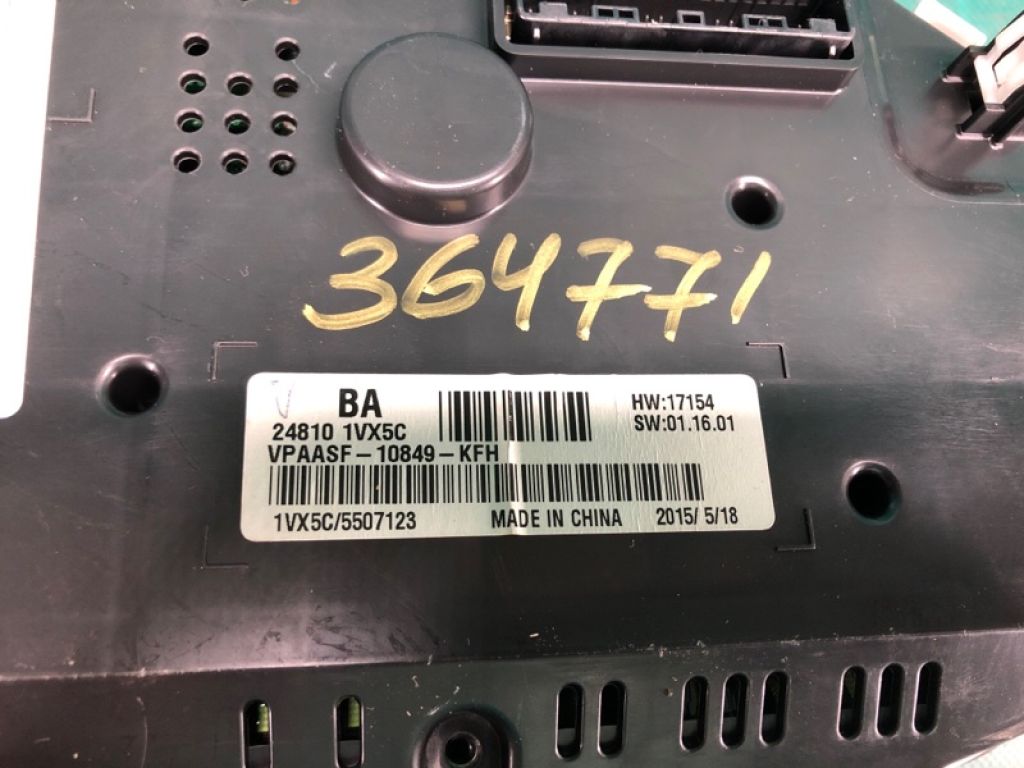 364771
BA
24810 1VX5C
HW:17154
SW:01.16.01
VPAASF-10849-KFH
1VX5C/5507123 MADE IN CHINA 2015/ 5/18